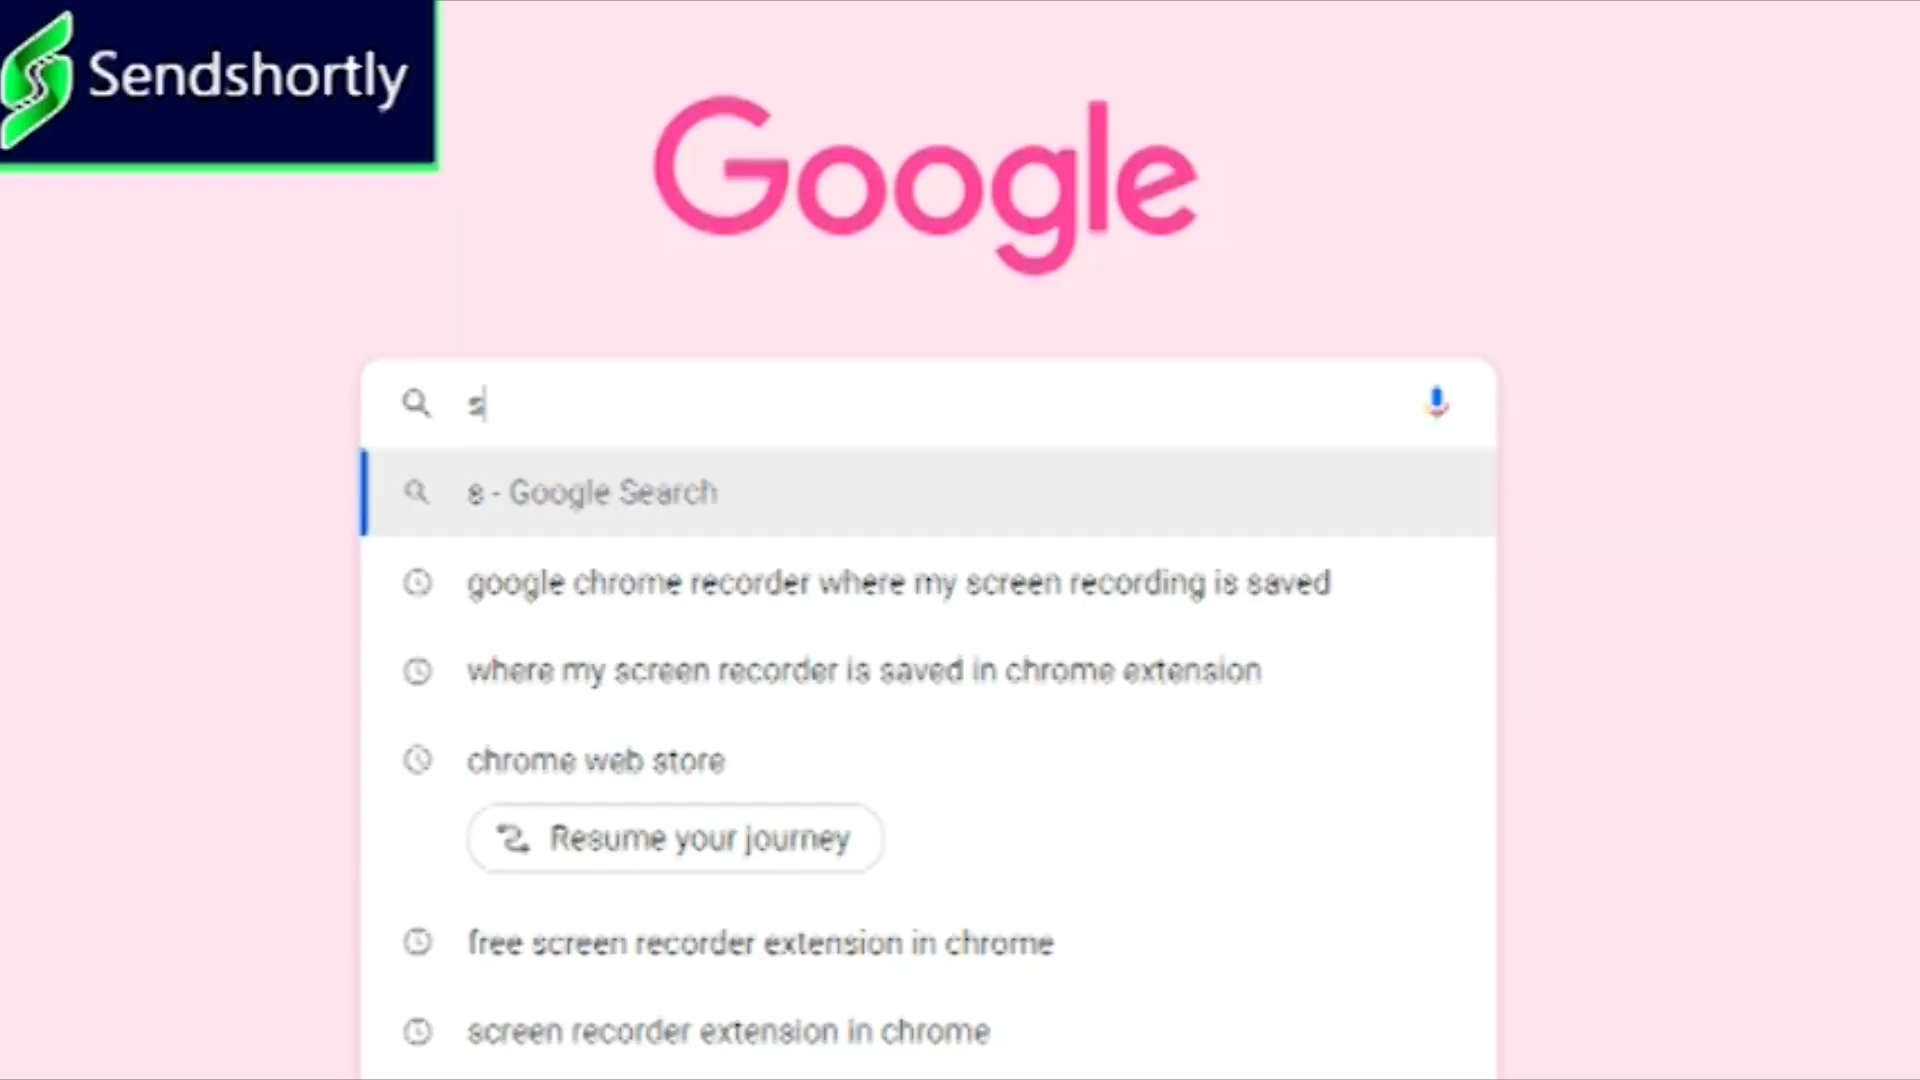 Sendshortly
Google
s
s - Google Search
google chrome recorder where my screen recording is saved
where my screen recorder is saved in chrome extension
chrome web store
Resume your journey
free screen recorder extension in chrome
screen recorder extension in chrome